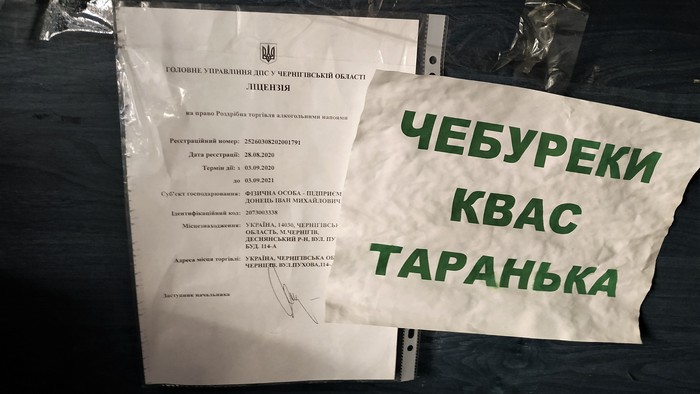 ГОЛОВНЕ УПРАВЛІННЯ ДПС У ЧЕРНІГІВСЬКІЙ ОБЛАСТІ
ЛІЦЕНЗІЯ
на право Роздрібна торгівля алкогольними напоями
Реєстраційний номер: 25260308202001791
Дата реєстрації: 28.08.2020
Термін дії: з 03.09.2020
до 03.09.2021
Суб'єкт господарювання: ФІЗИЧНА ОСОБА - ПІДПРИЄМ
ДОНЕЦЬ ІВАН МИХАЙЛОВИЧ
Ідентифікаційний код: 2073003338
Місцезнаходження: УКРАЇНА, 14030, ЧЕРНІГІВСЬ
ОБЛАСТЬ, М.ЧЕРНІГІВ,
ДЕСНЯНСЬКИЙ Р-Н, ВУЛ. ПУ
БУД. 114-А
Адреса місця торгівлі: УКРАЇНА, ЧЕРНІГІВСЬКА ОБ
ЧЕРНІГІВ, ВУЛ.ПУХОВА,114-
Заступник начальника
ЧЕБУРЕКИ
КВАС
ТАРАНЬКА